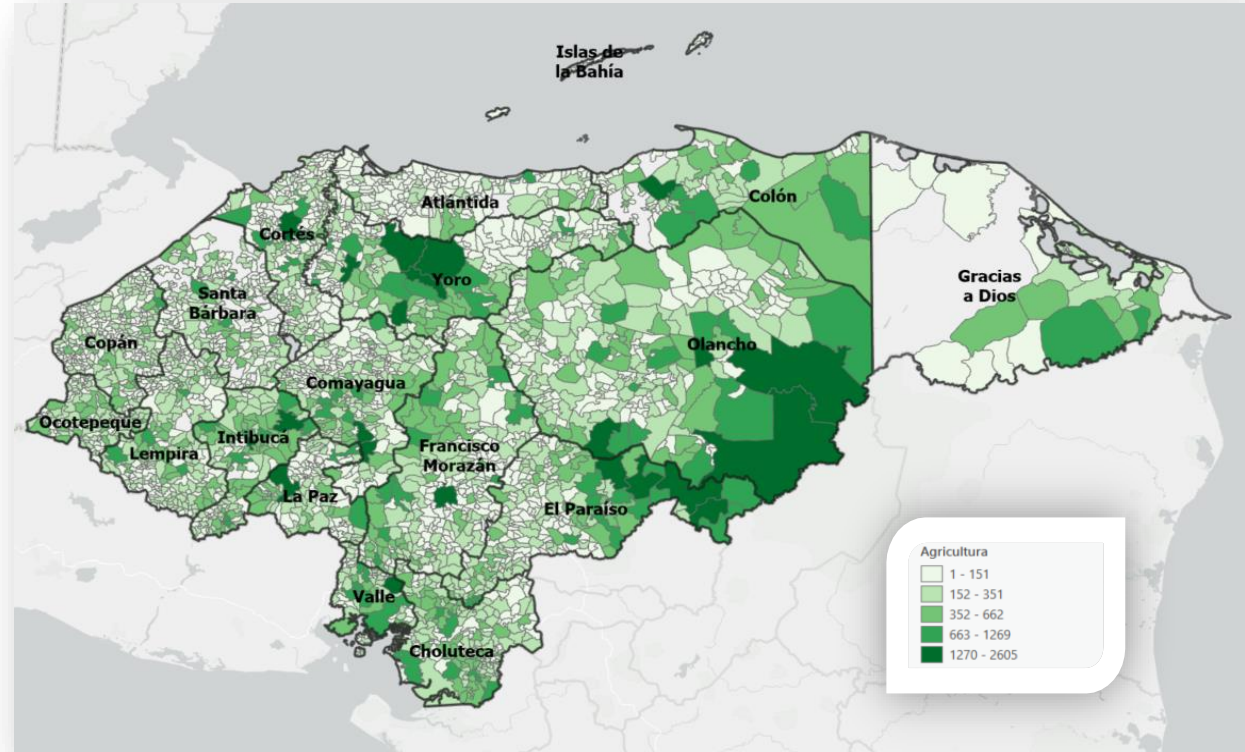 Islas de
la Bahía
Atlántida
Colón
Cortés
Yoro
Gracias
a Dios
Santa
Bárbara
Copán
Olancho
Comayagua
Ocotepeque
Intibuca
Lempira
Francisco
Morazán
La Paz
El Paraíso
Valle
Choluteca
Agricultura
1 - 151
152 - 351
352 - 662
663 - 1269
1270 - 2605